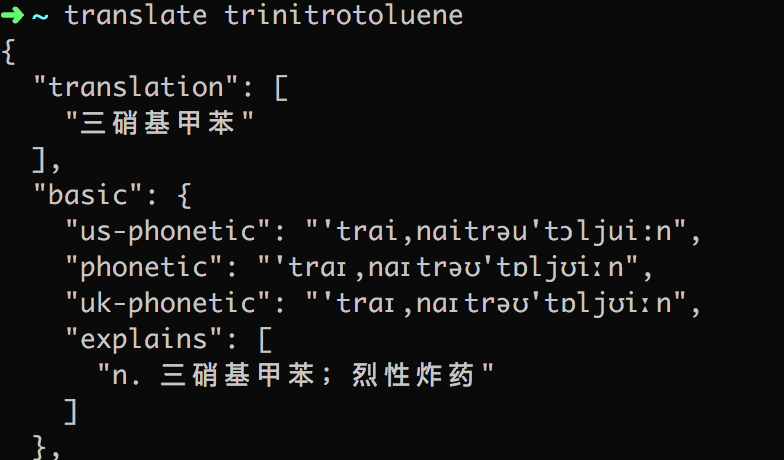 ➜ ~ translate trinitrotoluene
{
  "translation": [
    "三硝基甲苯"
  ],
  "basic": {
    "us-phonetic": "'trai,naitrəu'tɔljui:n",
    "phonetic": "'traɪ,naɪtrəʊ'tɒljʊiːn",
    "uk-phonetic": "'traɪ,naɪtrəʊ'tɒljʊiːn",
    "explains": [
      "n. 三硝基甲苯；烈性炸药"
    ]
  },